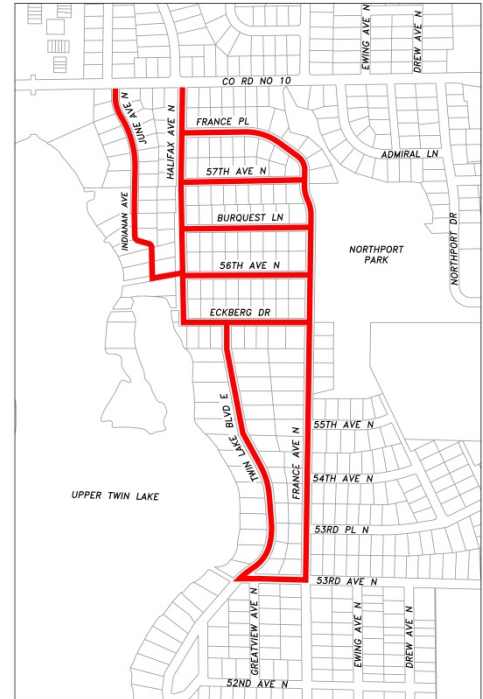 EWING AVE N
DREW AVE N
CO RD NO 10
JUNE AVE N
HALIFAX AVE N
FRANCE PL
ADMIRAL LN
57TH AVE N
INDIANAN AVE
BURQUEST LN
NORTHPORT DR
NORTHPORT
PARK
56TH AVE N
ECKBERG DR
TWIN LAKE BLVD E
FRANCE AVE N
55TH AVE N
54TH AVE N
UPPER TWIN LAKE
53RD PL N
53RD AVE N
GREATVIEW AVE N
EWING AVE N
DREW AVE N
52ND AVE N